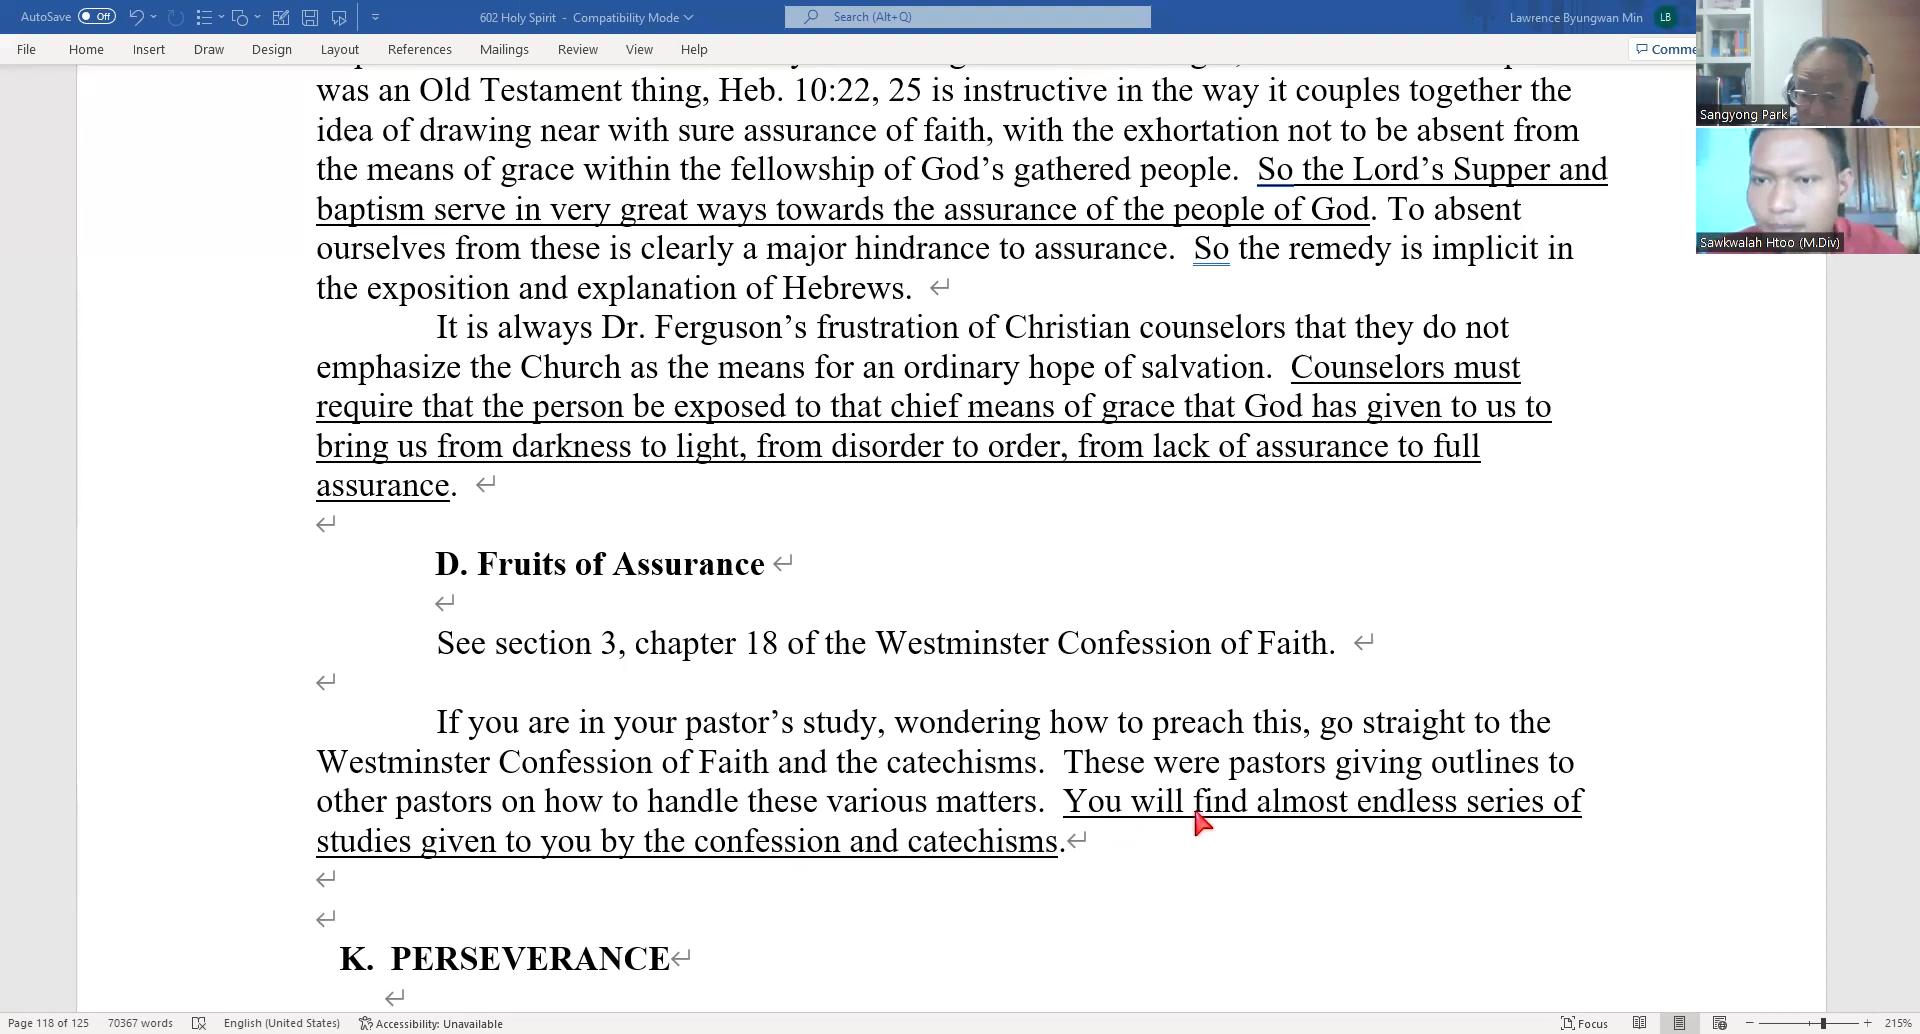 AutoSave Off 602 Holy Spirit - Compatibility Mode Search (Alt+Q) Lawrence Byungwan Min LB
File Home Insert Draw Design Layout References Mailings Review View Help Comme
was an Old Testament thing, Heb. 10:22, 25 is instructive in the way it couples together the
idea of drawing near with sure assurance of faith, with the exhortation not to be absent from
the means of grace within the fellowship of God’s gathered people. So the Lord’s Supper and
baptism serve in very great ways towards the assurance of the people of God. To absent
ourselves from these is clearly a major hindrance to assurance. So the remedy is implicit in
the exposition and explanation of Hebrews.
It is always Dr. Ferguson’s frustration of Christian counselors that they do not
emphasize the Church as the means for an ordinary hope of salvation. Counselors must
require that the person be exposed to that chief means of grace that God has given to us to
bring us from darkness to light, from disorder to order, from lack of assurance to full
assurance.
D. Fruits of Assurance
See section 3, chapter 18 of the Westminster Confession of Faith.
If you are in your pastor’s study, wondering how to preach this, go straight to the
Westminster Confession of Faith and the catechisms. These were pastors giving outlines to
other pastors on how to handle these various matters. You will find almost endless series of
studies given to you by the confession and catechisms.
K. PERSEVERANCE
Sangyong Park
Sawkwalah Htoo (M.Div)
Page 118 of 125 70367 words English (United States) Accessibility: Unavailable Focus 215%